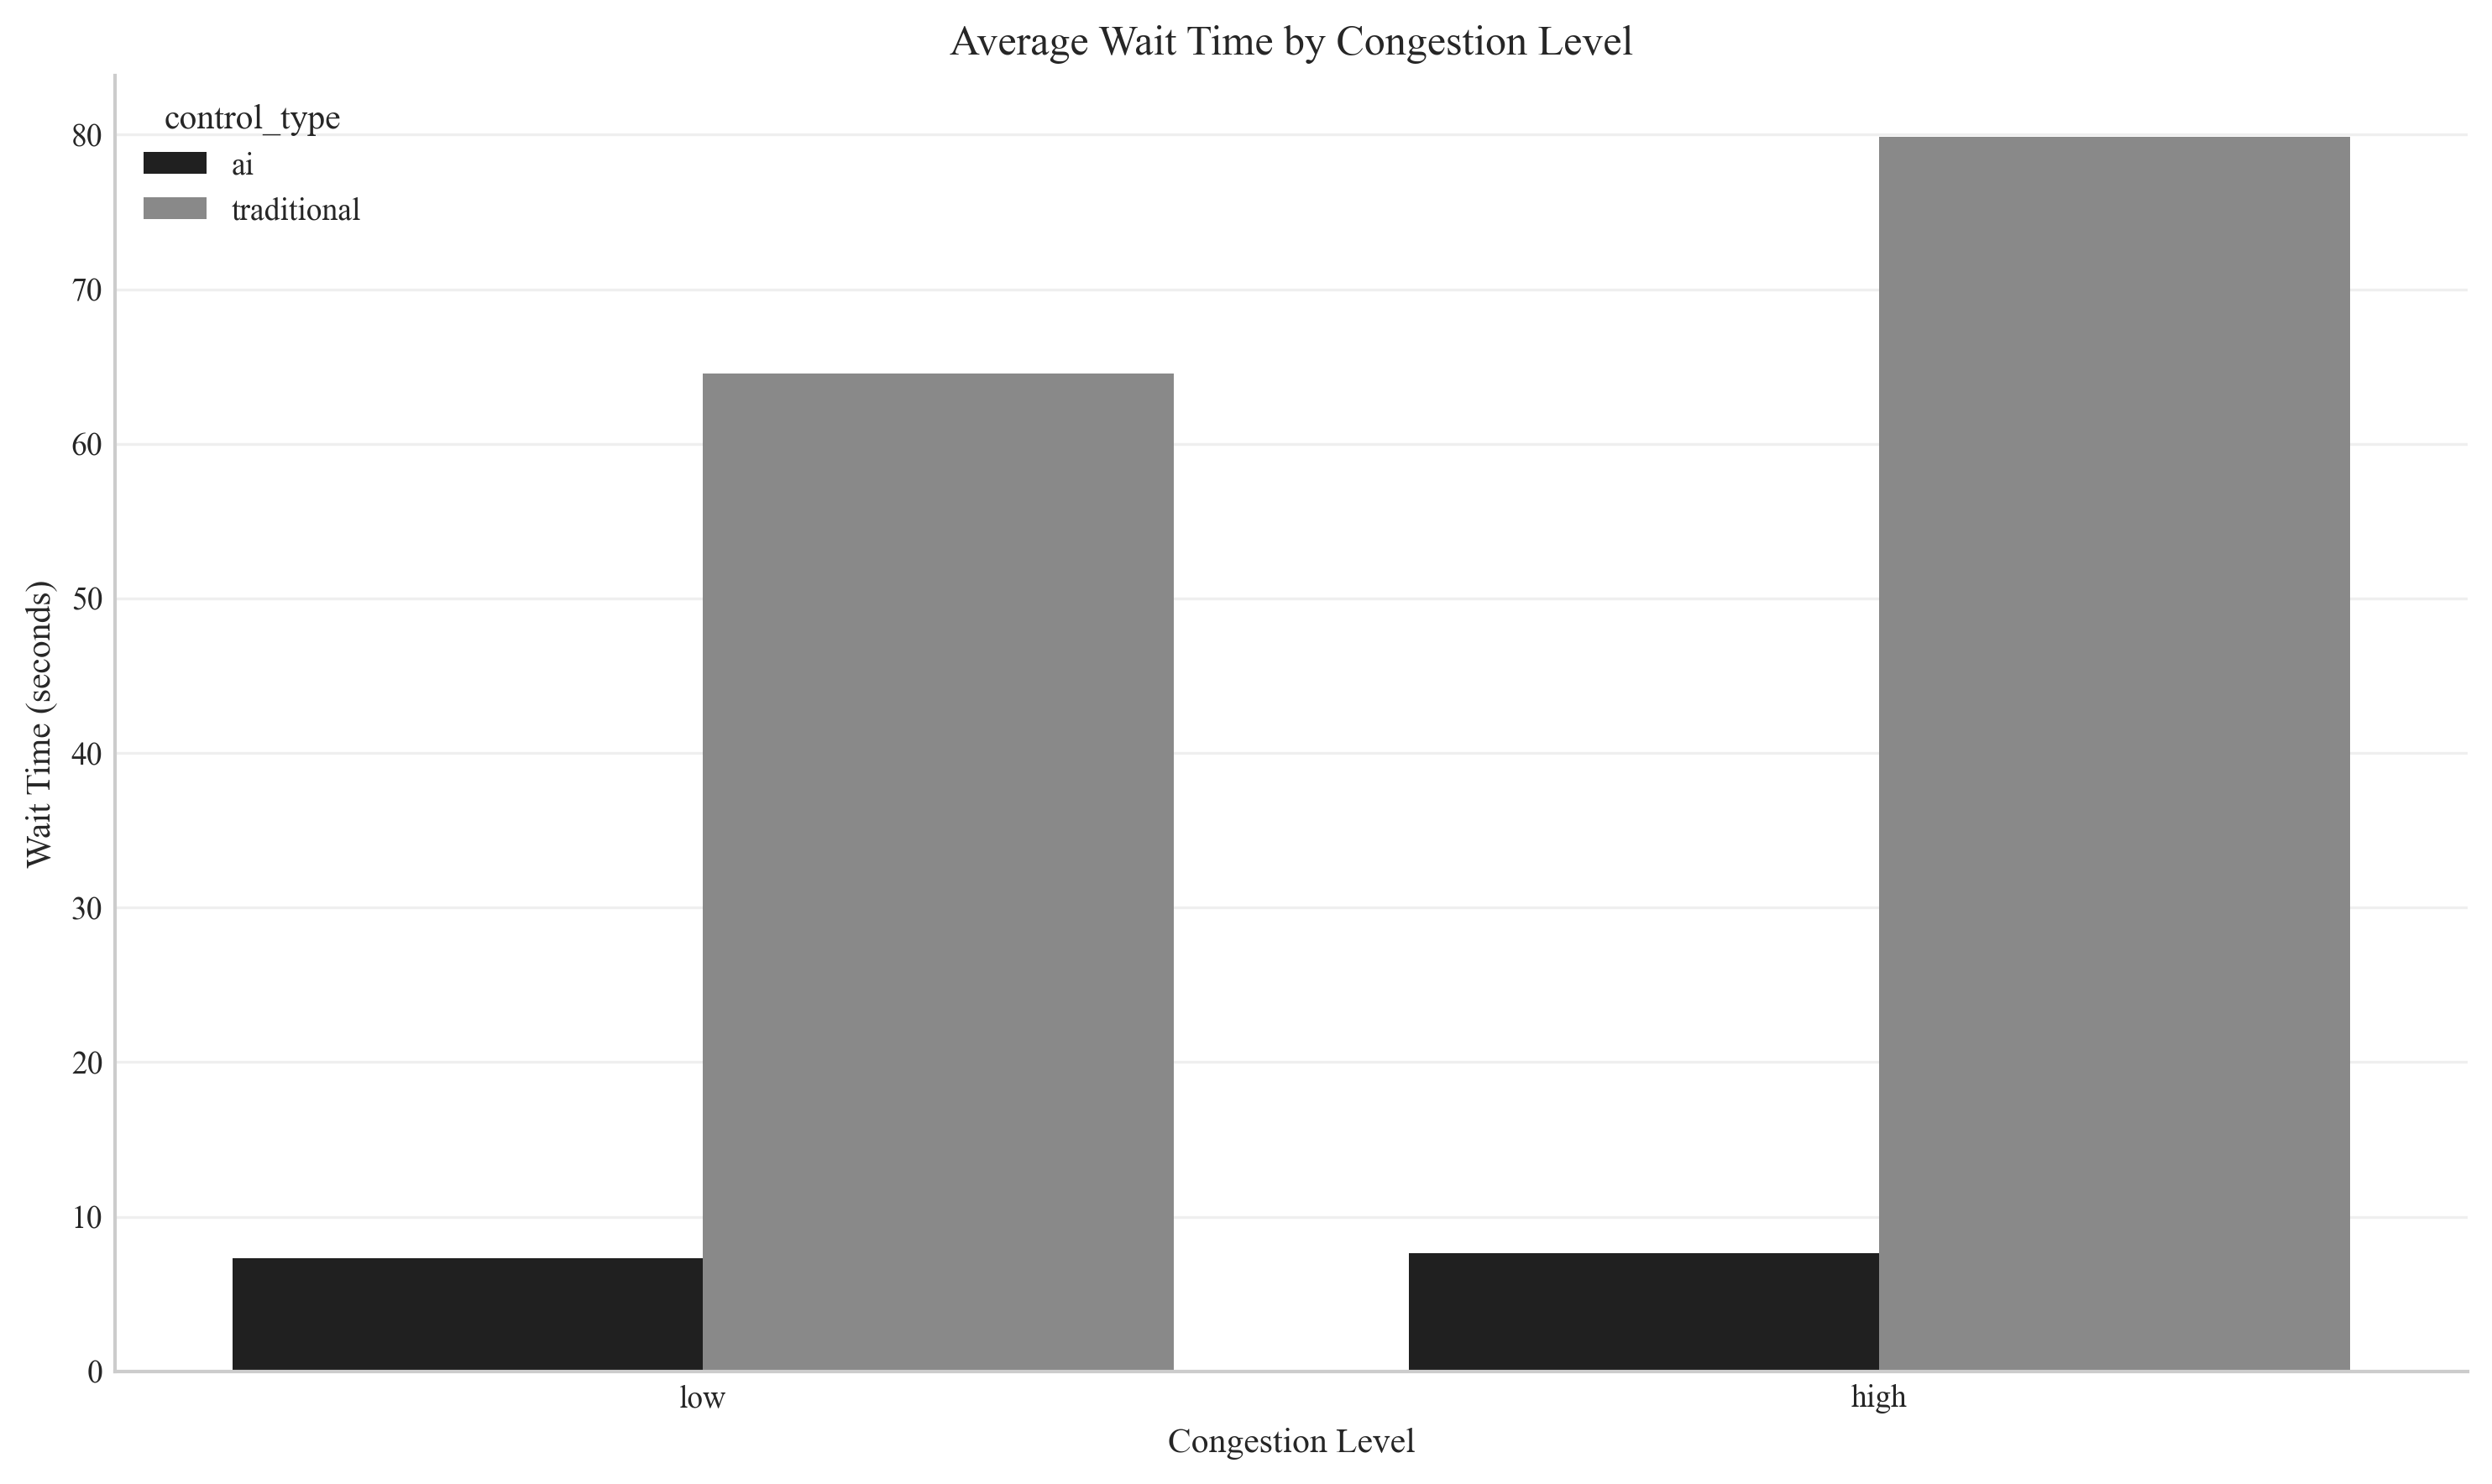 Average Wait Time by Congestion Level
control_type
ai
traditional
80
70
60
50
40
30
20
10
0
Wait Time (seconds)
low
high
Congestion Level